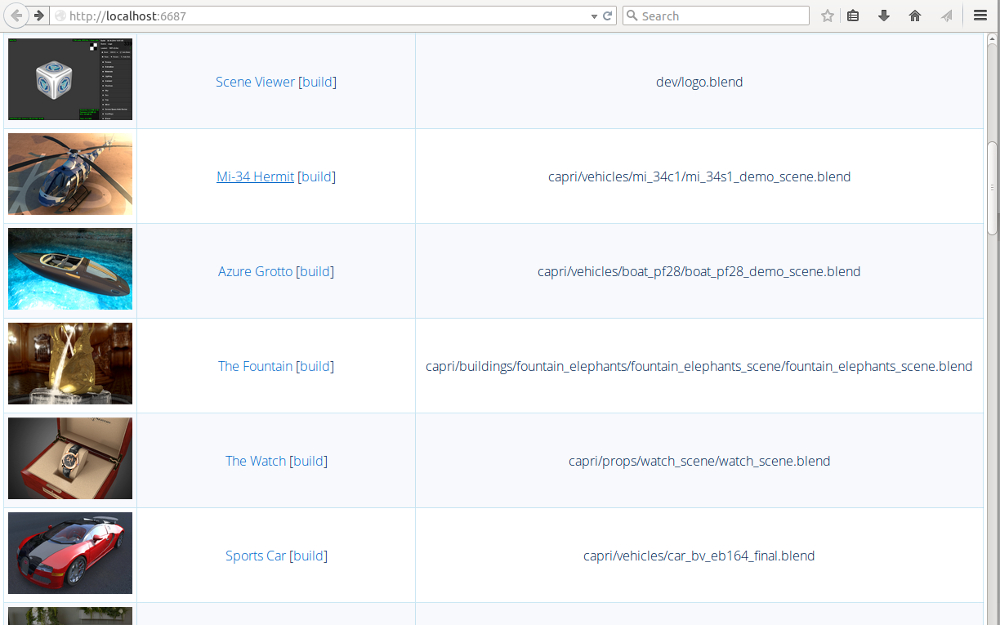 http://localhost:6687
Search
Scene Viewer [build]
dev/logo.blend
Mi-34 Hermit [build]
capri/vehicles/mi_34c1/mi_34s1_demo_scene.blend
Azure Grotto [build]
capri/vehicles/boat_pf28/boat_pf28_demo_scene.blend
The Fountain [build]
capri/buildings/fountain_elephants/fountain_elephants_scene/fountain_elephants_scene.blend
The Watch [build]
capri/props/watch_scene/watch_scene.blend
Sports Car [build]
capri/vehicles/car_bv_eb164_final.blend